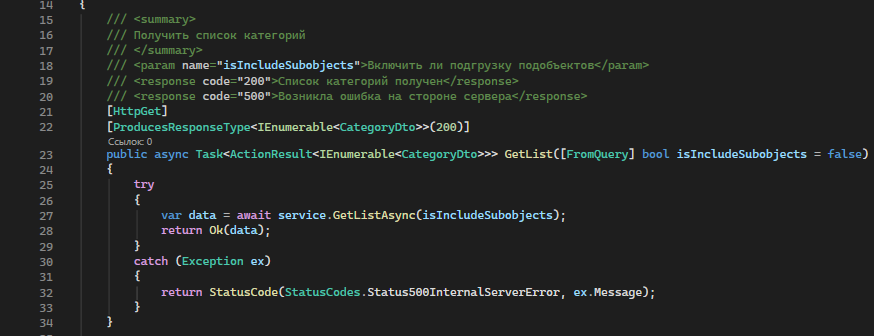 14 {
15 /// <summary>
16 /// Получить список категорий
17 /// </summary>
18 /// <param name="isIncludeSubobjects">Включить ли подгрузку подобъектов</param>
19 /// <response code="200">Список категорий получен</response>
20 /// <response code="500">Возникла ошибка на стороне сервера</response>
21 [HttpGet]
22 [ProducesResponseType<IEnumerable<CategoryDto>>(200)]
Ссылок: 0
23 public async Task<ActionResult<IEnumerable<CategoryDto>>> GetList([FromQuery] bool isIncludeSubobjects = false)
24 {
25 try
26 {
27 var data = await service.GetListAsync(isIncludeSubobjects);
28 return Ok(data);
29 }
30 catch (Exception ex)
31 {
32 return StatusCode(StatusCodes.Status500InternalServerError, ex.Message);
33 }
34 }